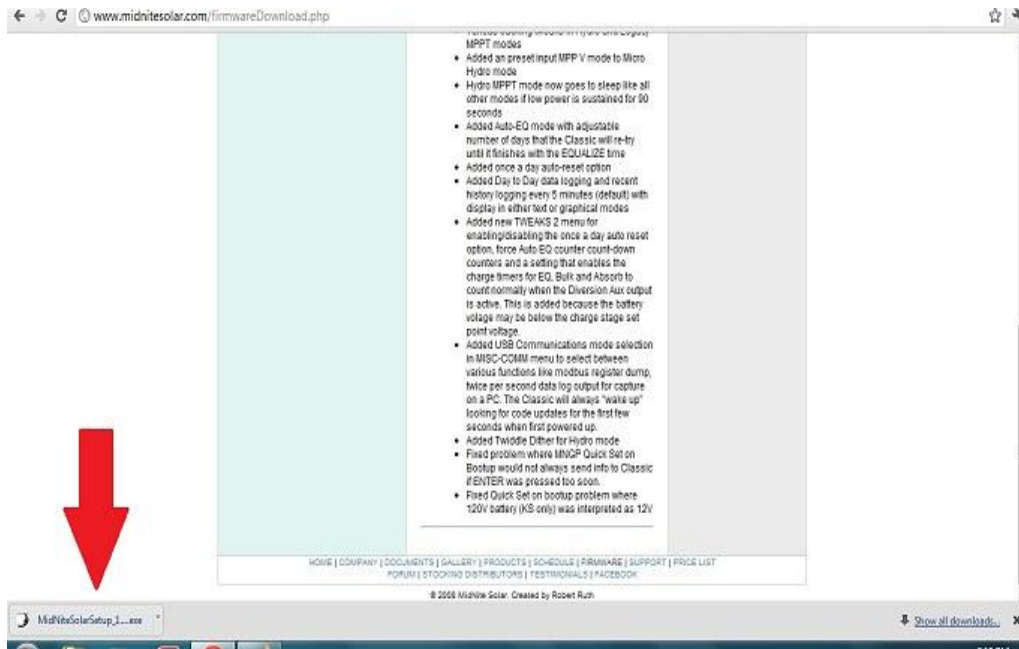 www.midnitesolar.com/firmwareDownload.php
MPPT modes
Added an preset input MPP V mode to Micro
Hydro mode
Hydro MPPT mode now goes to sleep like all
other modes if low power is sustained for 90
seconds
Added Auto-EQ mode with adjustable
number of days that the Classic will re-try
until it finishes with the EQUALIZE time
Added once a day auto-reset option
Added Day to Day data logging and recent
history logging every 5 minutes (default) with
display in either text or graphical modes
Added new TWEAKS 2 menu for
enabling/disabling the once a day auto reset
option, force Auto EQ counter count-down
counters and a setting that enables the
charge timers for EQ, Bulk and Absorb to
count normally when the Diversion Aux output
is active. This is added because the battery
volage may be below the charge stage set
point voltage.
Added USB Communications mode selection
in MISC-COMM menu to select between
various functions like modbus register dump,
twice per second data log output for capture
on a PC. The Classic will always "wake up"
looking for code updates for the first few
seconds when first powered up.
Added Twiddle Dither for Hydro mode
Fixed problem where MNGP Quick Set on
Bootup would not always send info to Classic
if ENTER was pressed too soon.
Fixed Quick Set on bootup problem where
120V battery (KS only) was interpreted as 12V
HOME | COMPANY | DOCUMENTS | GALLERY | PRODUCTS | SCHEDULE | FIRMWARE | SUPPORT | PRICE LIST
FORUM | STOCKING DISTRIBUTORS | TESTIMONIALS | FACEBOOK
© 2008 MidNite Solar. Created by Robert Ruth
MidNiteSolarSetup_1....exe
Show all downloads...